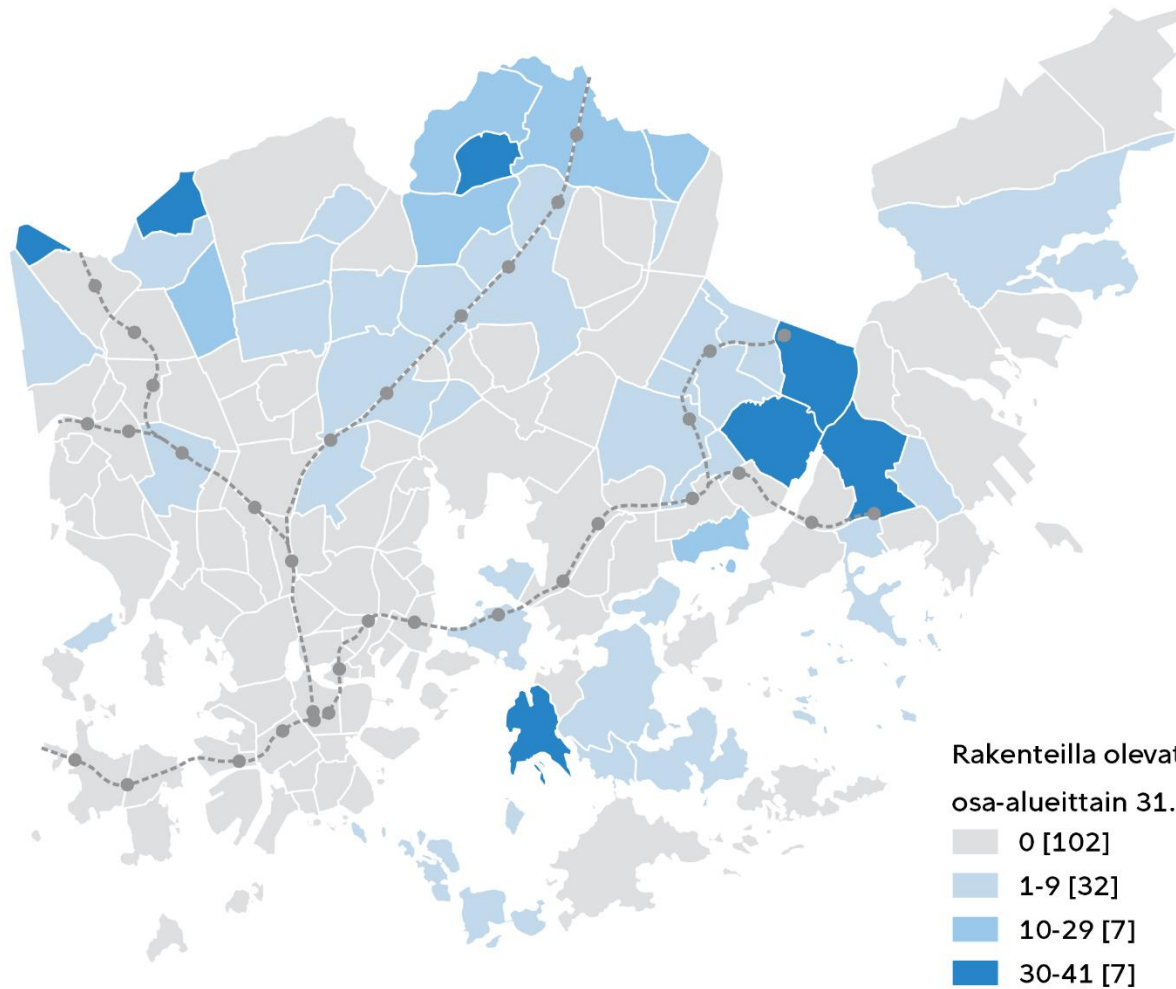 Rakenteilla olevat
osa-alueittain 31.
0 [102]
1-9 [32]
10-29 [7]
30-41 [7]